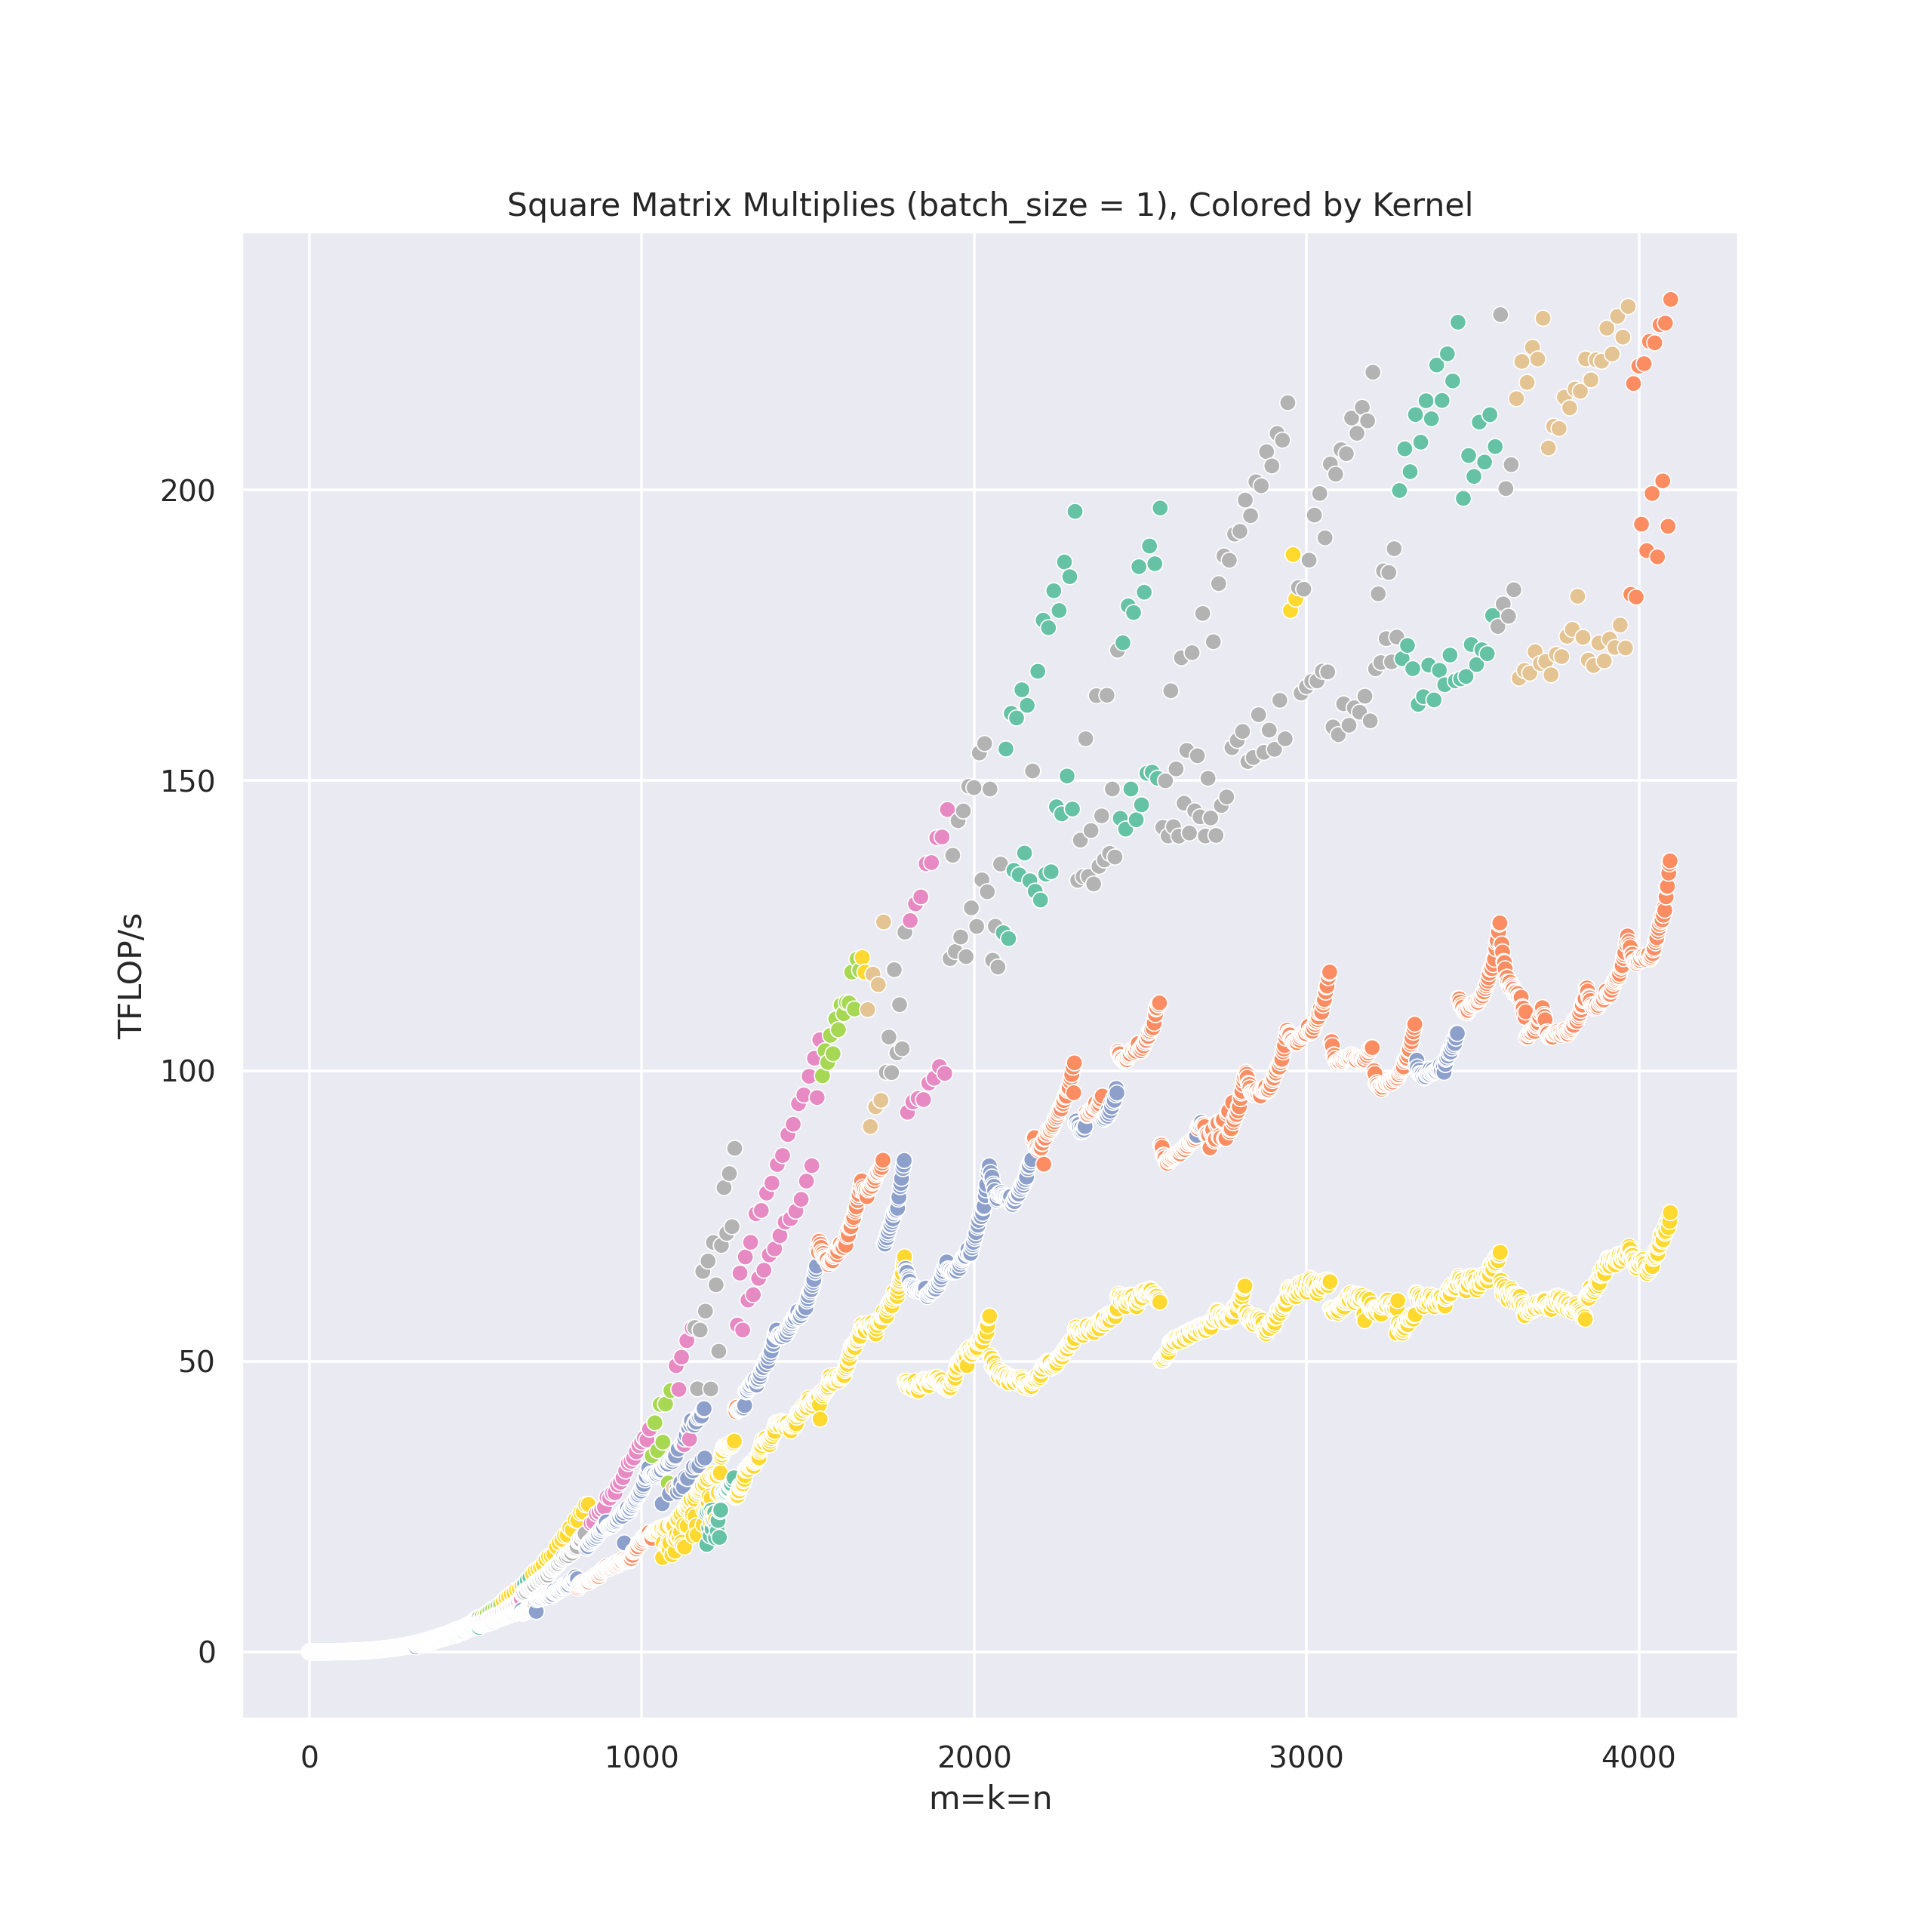 Square Matrix Multiplies (batch_size = 1), Colored by Kernel
TFLOP/s
200
150
100
50
0
0 1000 2000 3000 4000
m=k=n